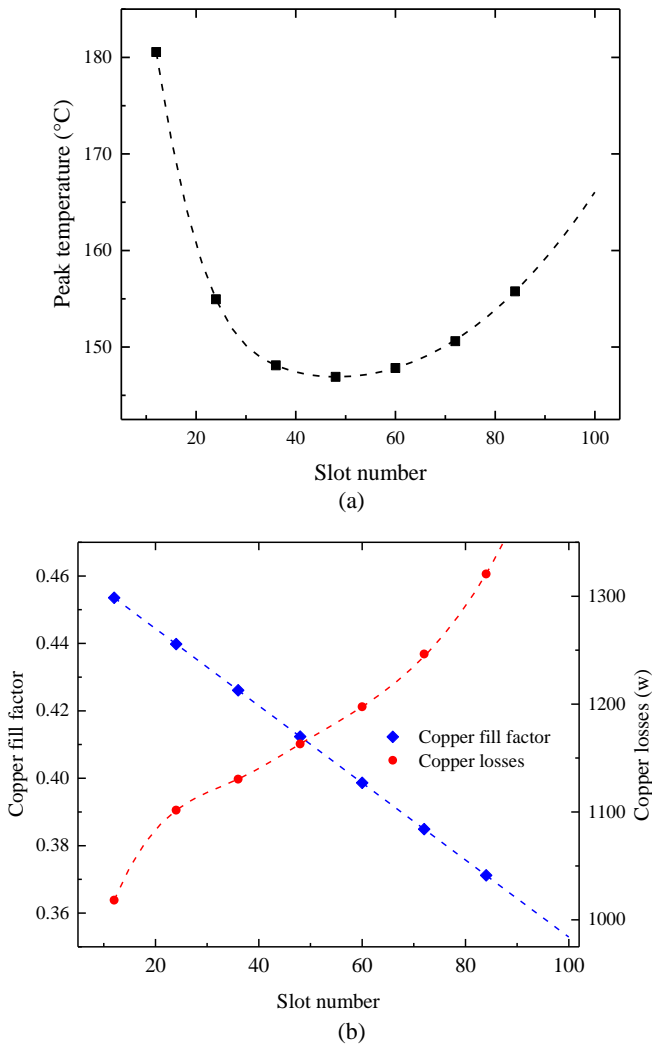 180
170
160
150
Peak temperature (°C)
20 40 60 80 100
Slot number
(a)
0.46
0.44
0.42
0.40
0.38
0.36
Copper fill factor
1300
1200
1100
1000
Copper losses (w)
Copper fill factor
Copper losses
20 40 60 80 100
Slot number
(b)